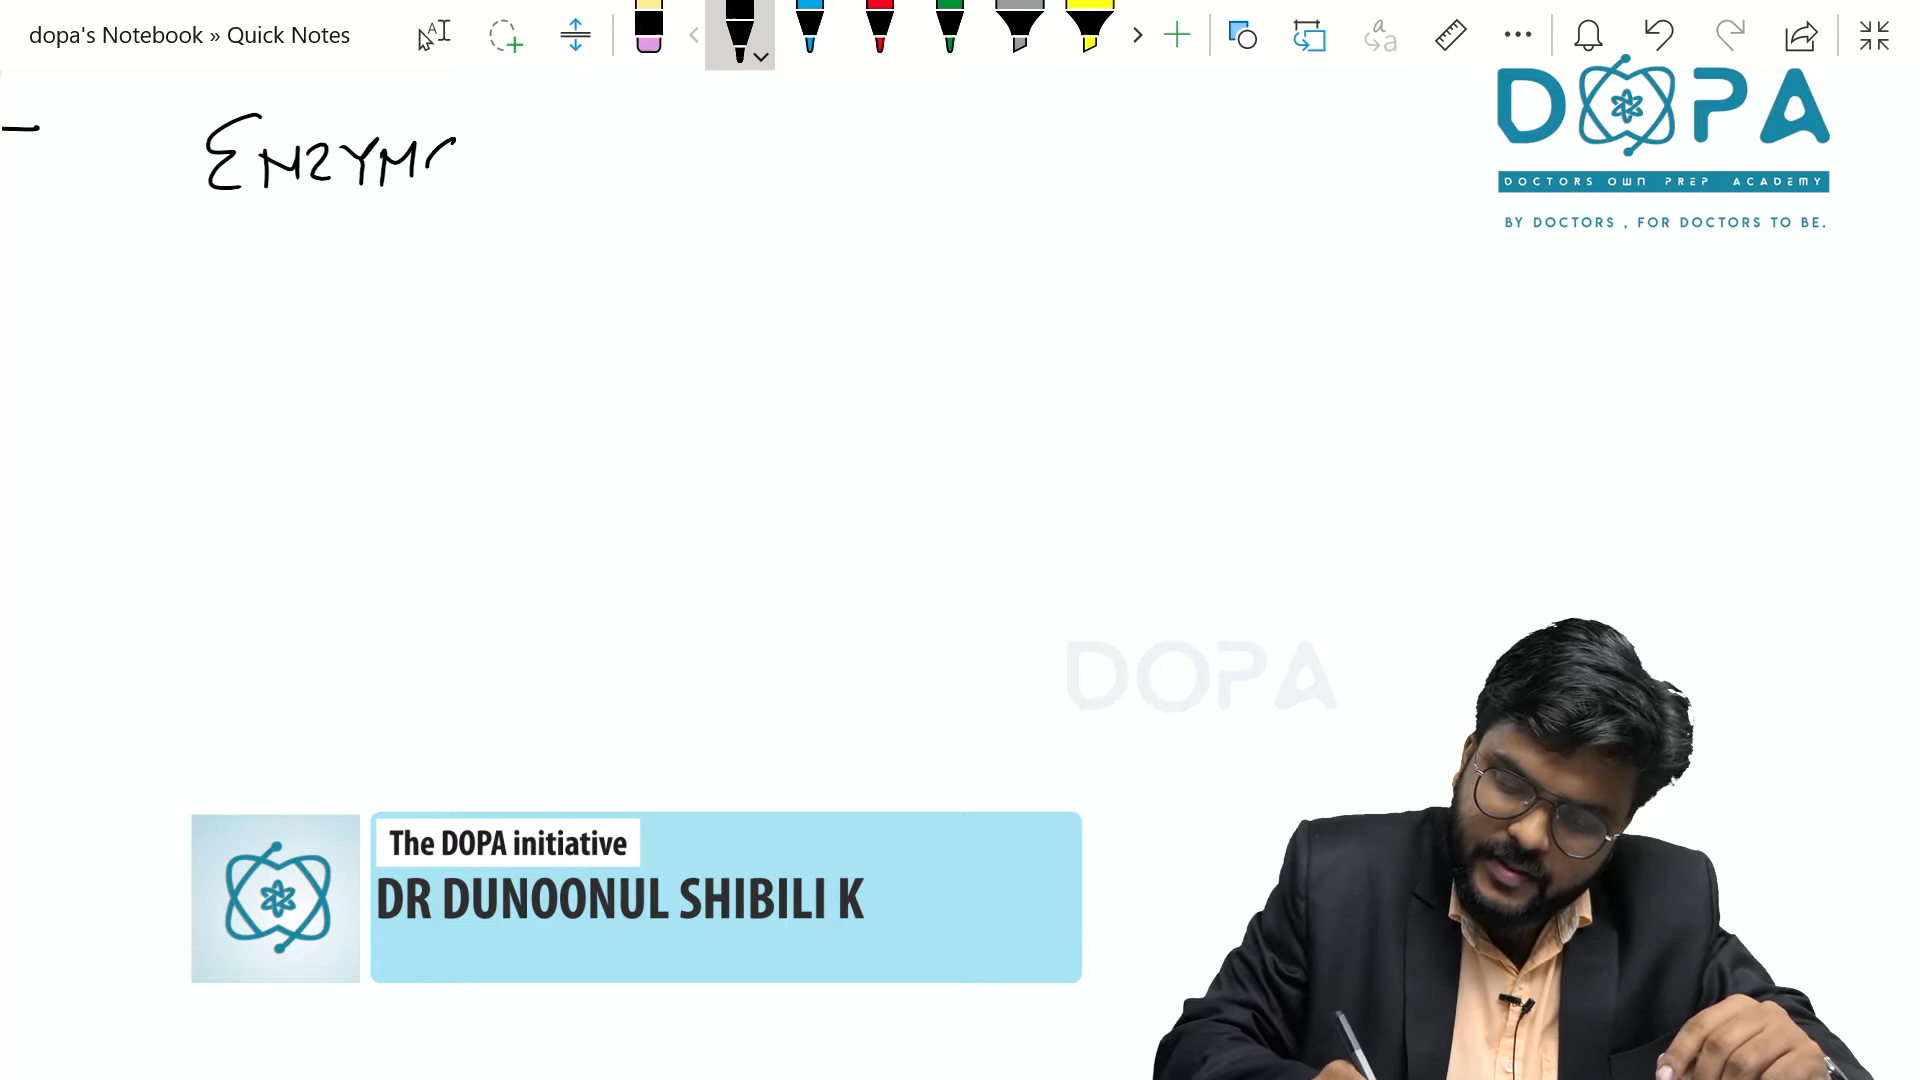 dopa's Notebook » Quick Notes
ENZYM
DOPA
DOCTORS OWN PREP ACADEMY
BY DOCTORS , FOR DOCTORS TO BE.
DOPA
The DOPA initiative
DR DUNOONUL SHIBILI K